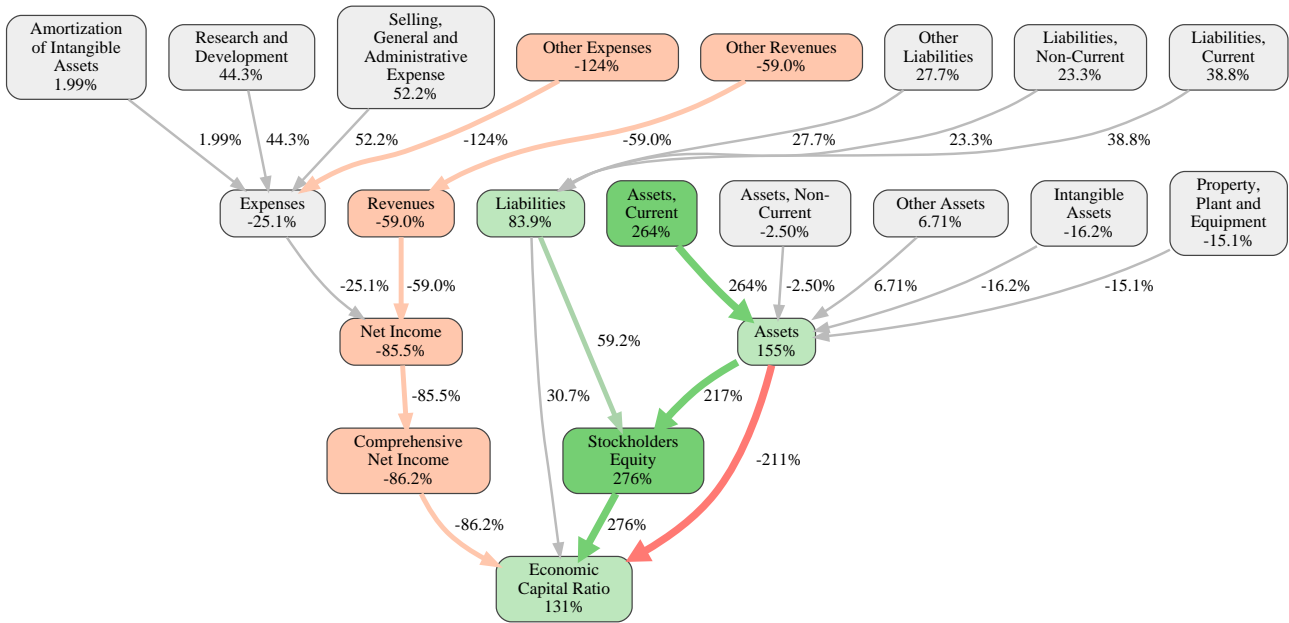 Amortization
of Intangible
Assets
1.99%
Research and
Development
44.3%
Selling,
General and
Administrative
Expense
52.2%
Other Expenses
-124%
Other Revenues
-59.0%
Other
Liabilities
27.7%
Liabilities,
Non-Current
23.3%
Liabilities,
Current
38.8%
1.99%
44.3%
52.2%
-124%
-59.0%
27.7%
23.3%
38.8%
Expenses
-25.1%
Revenues
-59.0%
Liabilities
83.9%
Assets,
Current
264%
Assets, Non-
Current
-2.50%
Other Assets
6.71%
Intangible
Assets
-16.2%
Property,
Plant and
Equipment
-15.1%
-25.1%
-59.0%
264%
-2.50%
6.71%
-16.2%
-15.1%
Net Income
-85.5%
59.2%
Assets
155%
-85.5%
30.7%
217%
Comprehensive
Net Income
-86.2%
Stockholders
Equity
276%
-211%
-86.2%
276%
Economic
Capital Ratio
131%